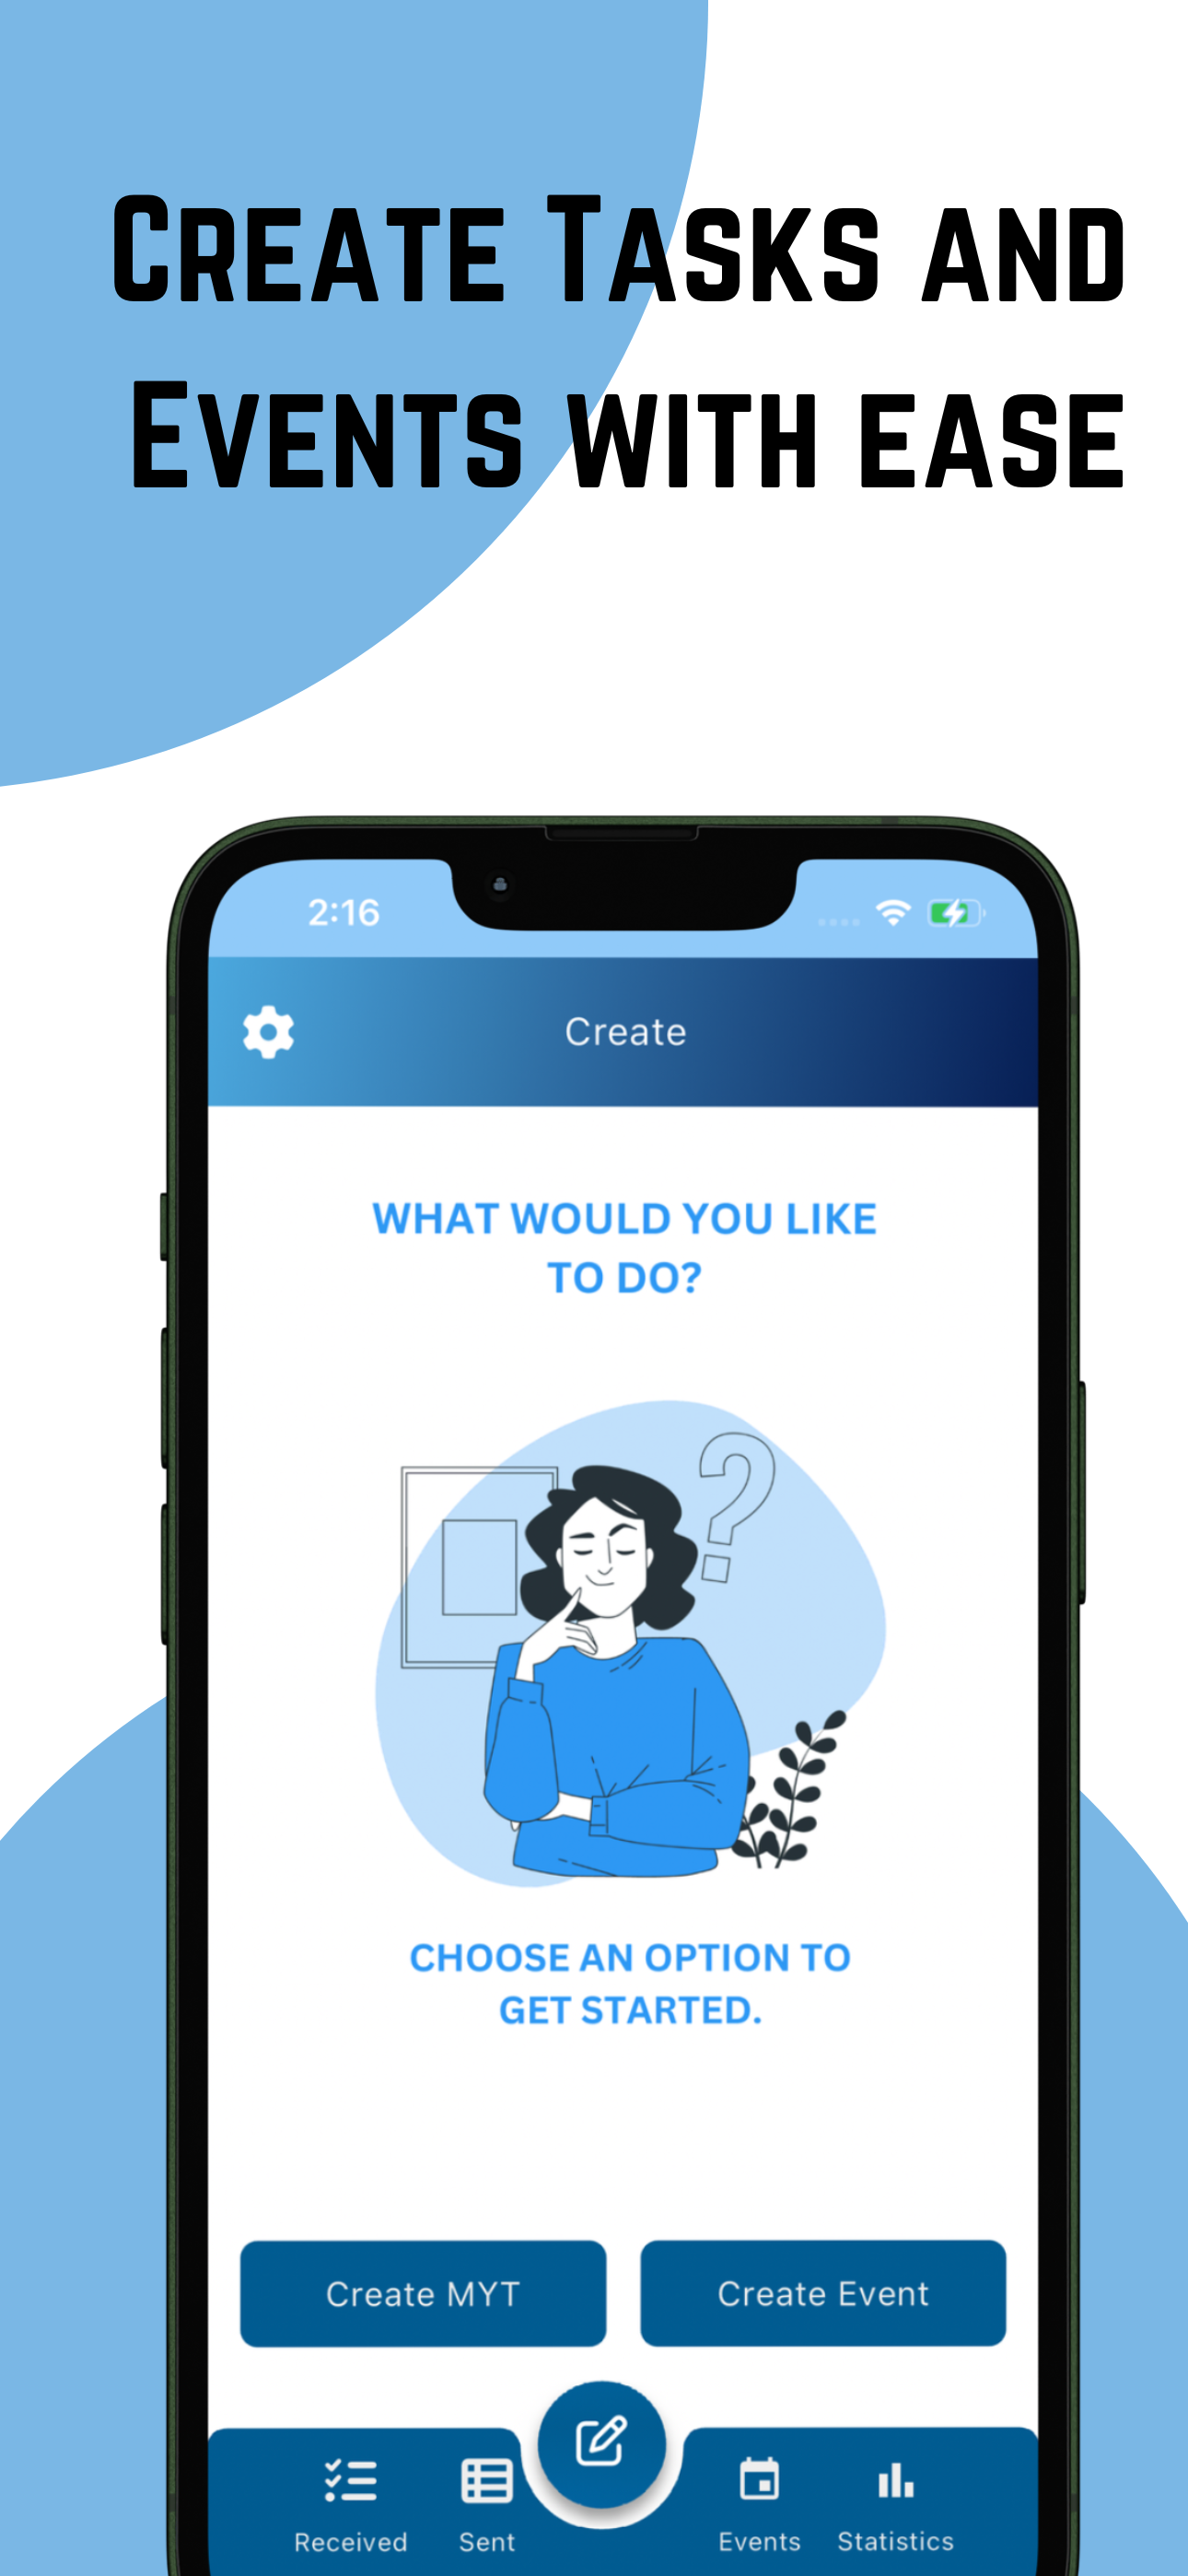 Create Tasks and
Events with ease
2:16
Create
WHAT WOULD YOU LIKE
TO DO?
?
CHOOSE AN OPTION TO
GET STARTED.
Create MYT
Create Event
Received
Sent
Events
Statistics